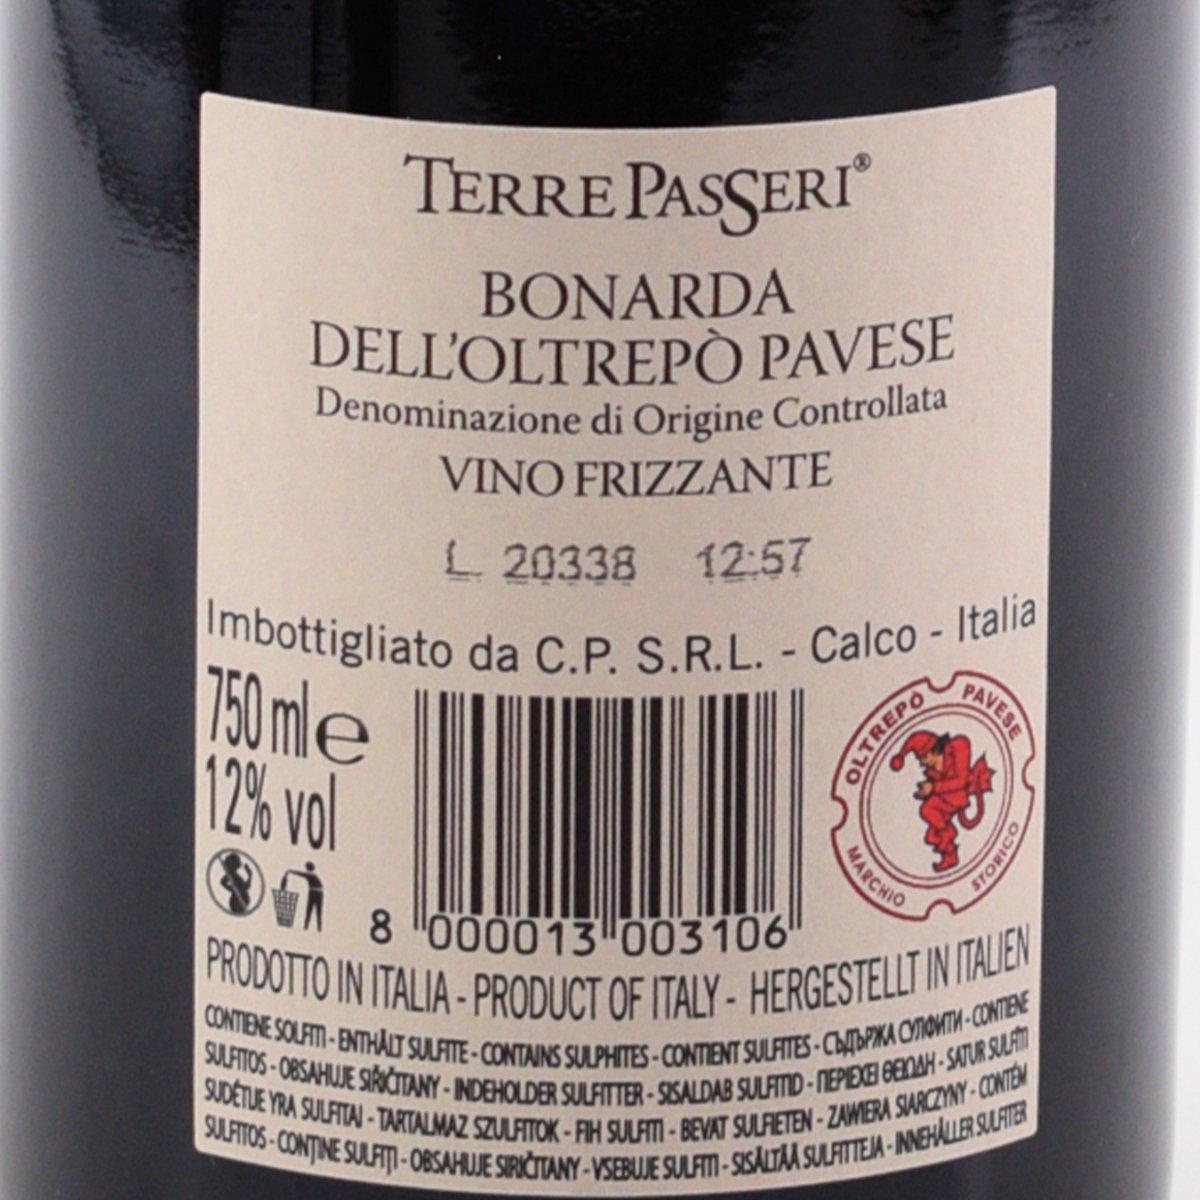 TERRE PASSERI®
BONARDA
DELL'OLTREPÒ PAVESE
Denominazione di Origine Controllata
VINO FRIZZANTE
L 20338 12:57
Imbottigliato da C.P. S.R.L. - Calco - Italia
750 ml e
12% vol
OLTREPÒ PAVESE
MARCHIO STORICO
8 000013 003106
PRODOTTO IN ITALIA - PRODUCT OF ITALY - HERGESTELLT IN ITALIEN
CONTIENE SOLFITI - ENTHÄLT SULFITE - CONTAINS SULPHITES - CONTIENT SULFITES - СЪДЪРЖА СУЛФИТИ - CONTIENE
SULFITOS - OBSAHUJE SIŘIČITANY - INDEHOLDER SULFITTER - SISALDAB SULFITID - ΠΕΡΙΕΧΕΙ ΘΕΙΩΔΗ - SATUR SULFĪTI
SUDĖTYJE YRA SULFITAI - TARTALMAZ SZULFITOK - FIH SULFITI - BEVAT SULFIETEN - ZAWIERA SIARCZYNY - CONTÉM
SULFITOS - CONŢINE SULFIŢI - OBSAHUJE SIRIČITANY - VSEBUJE SULFITI - SISÄLTÄÄ SULFIITTEJA - INNEHÅLLER SULFITER